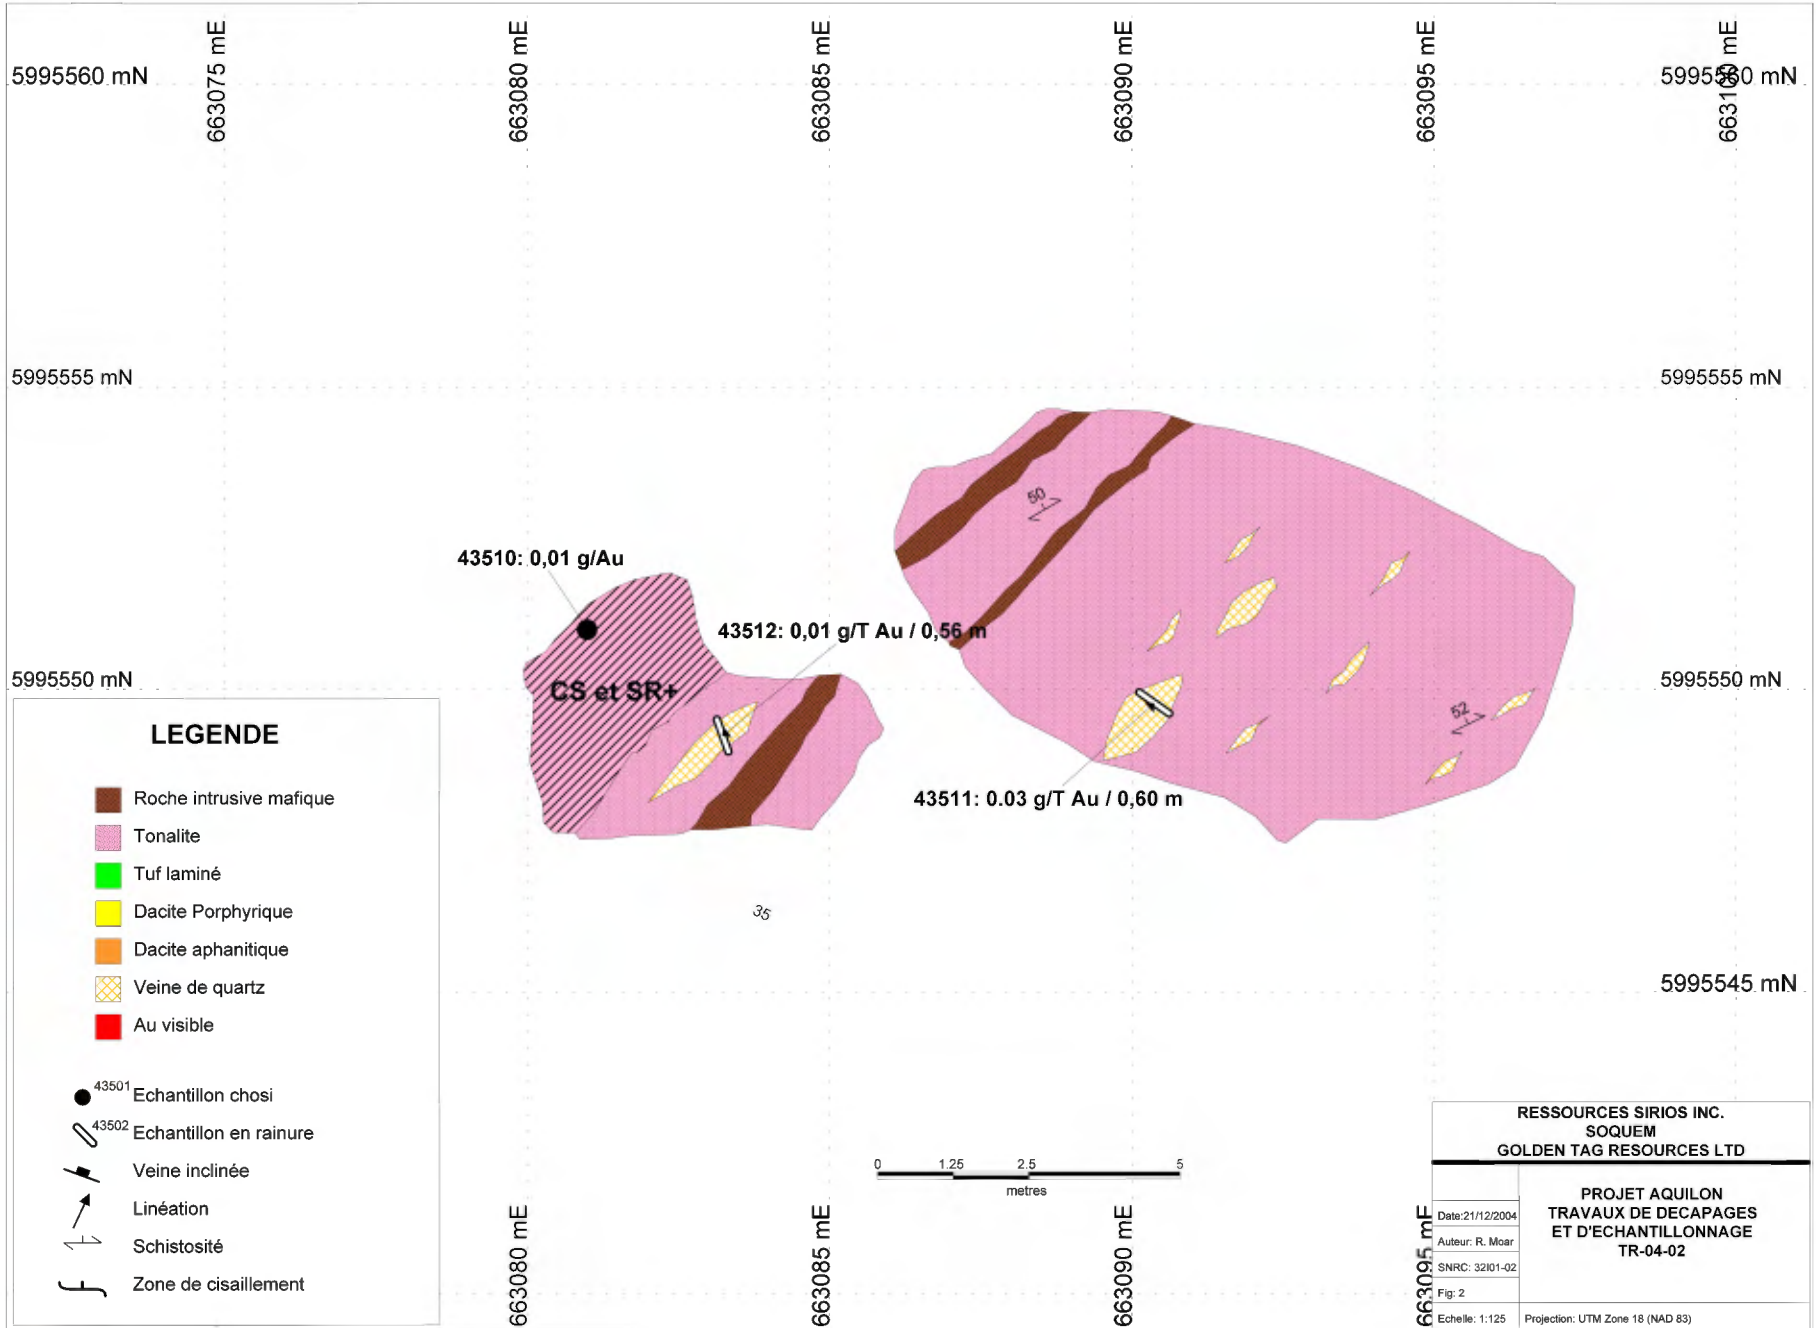 663075 mE
663080 mE
663085 mE
663090 mE
663095 mE
663100 mE
5995560 mN
5995560 mN
5995555 mN
5995555 mN
50
43510: 0,01 g/Au
43512: 0,01 g/T Au / 0,56 m
5995550 mN
5995550 mN
CS et SR+
52
43511: 0.03 g/T Au / 0,60 m
35
5995545 mN
LEGENDE
Roche intrusive mafique
Tonalite
Tuf laminé
Dacite Porphyrique
Dacite aphanitique
Veine de quartz
Au visible
43501 Echantillon chosi
43502 Echantillon en rainure
Veine inclinée
Linéation
Schistosité
Zone de cisaillement
0 1.25 2.5 5
metres
663080 mE
663085 mE
663090 mE
663095 mE
RESSOURCES SIRIOS INC.
SOQUEM
GOLDEN TAG RESOURCES LTD
PROJET AQUILON
TRAVAUX DE DECAPAGES
ET D'ECHANTILLONNAGE
TR-04-02
Date:21/12/2004
Auteur: R. Moar
SNRC: 32I01-02
Fig: 2
Echelle: 1:125
Projection: UTM Zone 18 (NAD 83)